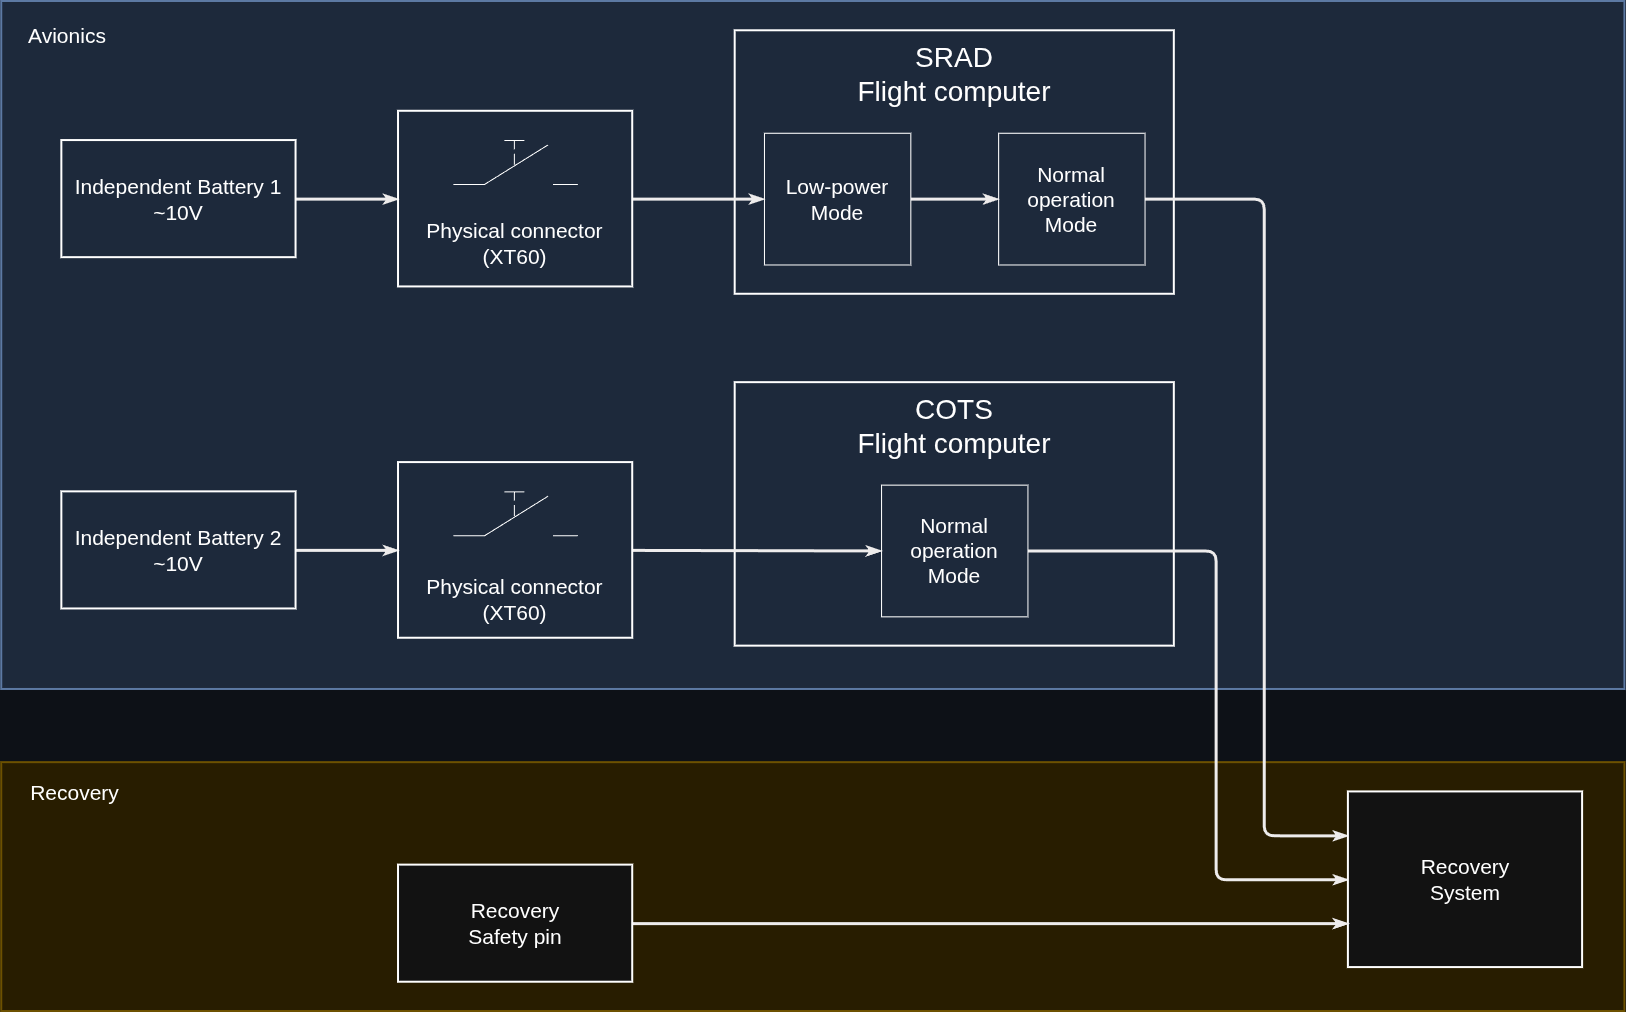 Avionics
SRAD
Flight computer
Independent Battery 1
~10V
Physical connector
(XT60)
Low-power
Mode
Normal
operation
Mode
COTS
Flight computer
Independent Battery 2
~10V
Physical connector
(XT60)
Normal
operation
Mode
Recovery
Recovery
Safety pin
Recovery
System